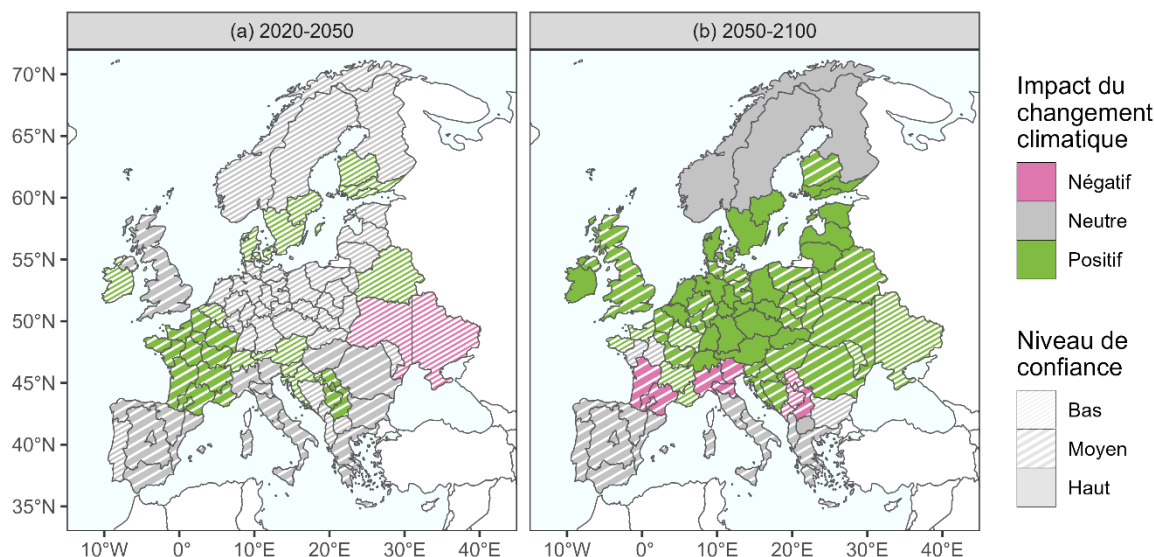 (a) 2020-2050
(b) 2050-2100
70°N
65°N
60°N
55°N
50°N
45°N
40°N
35°N
10°W 0° 10°E 20°E 30°E 40°E
10°W 0° 10°E 20°E 30°E 40°E
Impact du
changement
climatique
Négatif
Neutre
Positif
Niveau de
confiance
Bas
Moyen
Haut